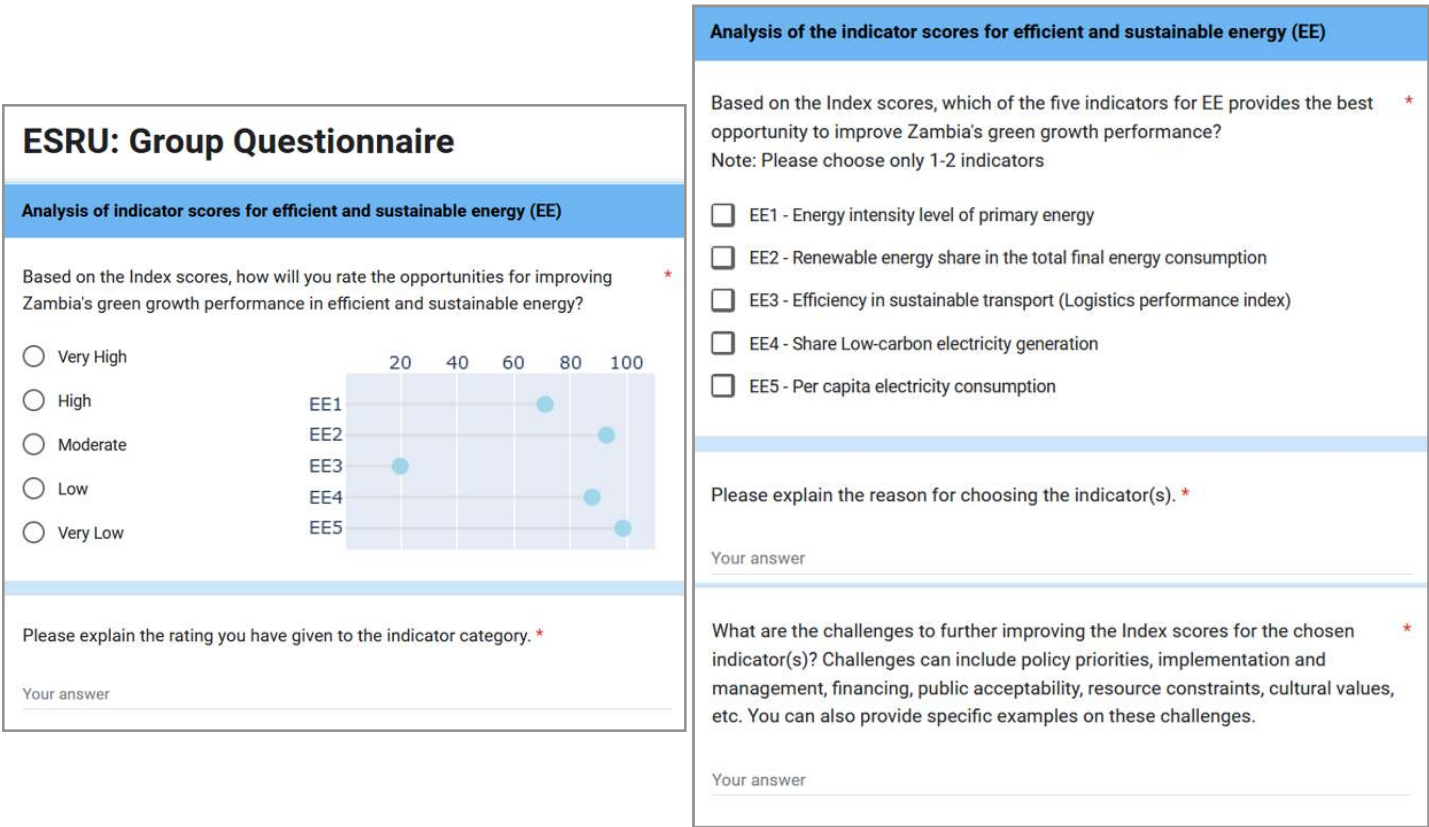 ESRU: Group Questionnaire
Analysis of indicator scores for efficient and sustainable energy (EE)
Based on the Index scores, how will you rate the opportunities for improving *
Zambia's green growth performance in efficient and sustainable energy?
Very High
High
Moderate
Low
Very Low
20 40 60 80 100
EE1
EE2
EE3
EE4
EE5
Please explain the rating you have given to the indicator category. *
Your answer
Analysis of the indicator scores for efficient and sustainable energy (EE)
Based on the Index scores, which of the five indicators for EE provides the best *
opportunity to improve Zambia's green growth performance?
Note: Please choose only 1-2 indicators
EE1 - Energy intensity level of primary energy
EE2 - Renewable energy share in the total final energy consumption
EE3 - Efficiency in sustainable transport (Logistics performance index)
EE4 - Share Low-carbon electricity generation
EE5 - Per capita electricity consumption
Please explain the reason for choosing the indicator(s). *
Your answer
What are the challenges to further improving the Index scores for the chosen *
indicator(s)? Challenges can include policy priorities, implementation and
management, financing, public acceptability, resource constraints, cultural values,
etc. You can also provide specific examples on these challenges.
Your answer